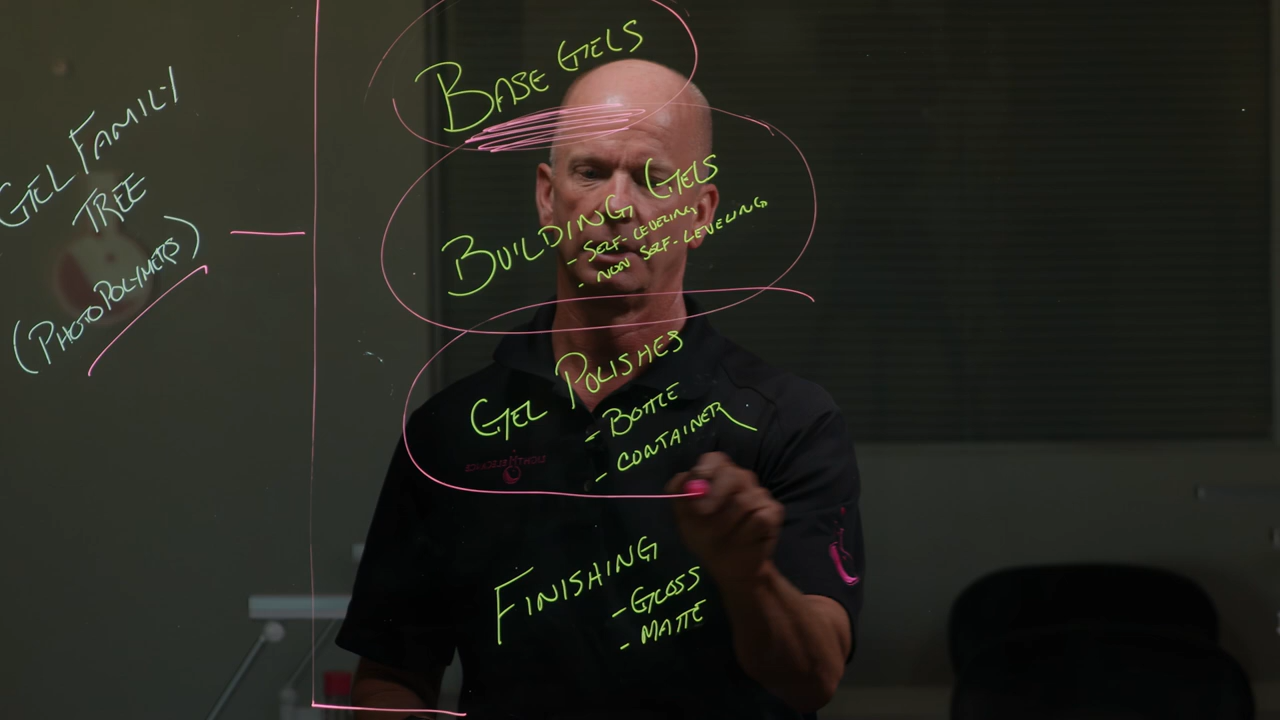 GEL FAMILY
TREE
(PHOTOPOLYMERS)
BASE GELS
BUILDING GELS
- SELF-LEVELING
- NON SELF-LEVELING
GEL POLISHES
- BOTTLE
- CONTAINER
FINISHING
- GLOSS
- MATTE